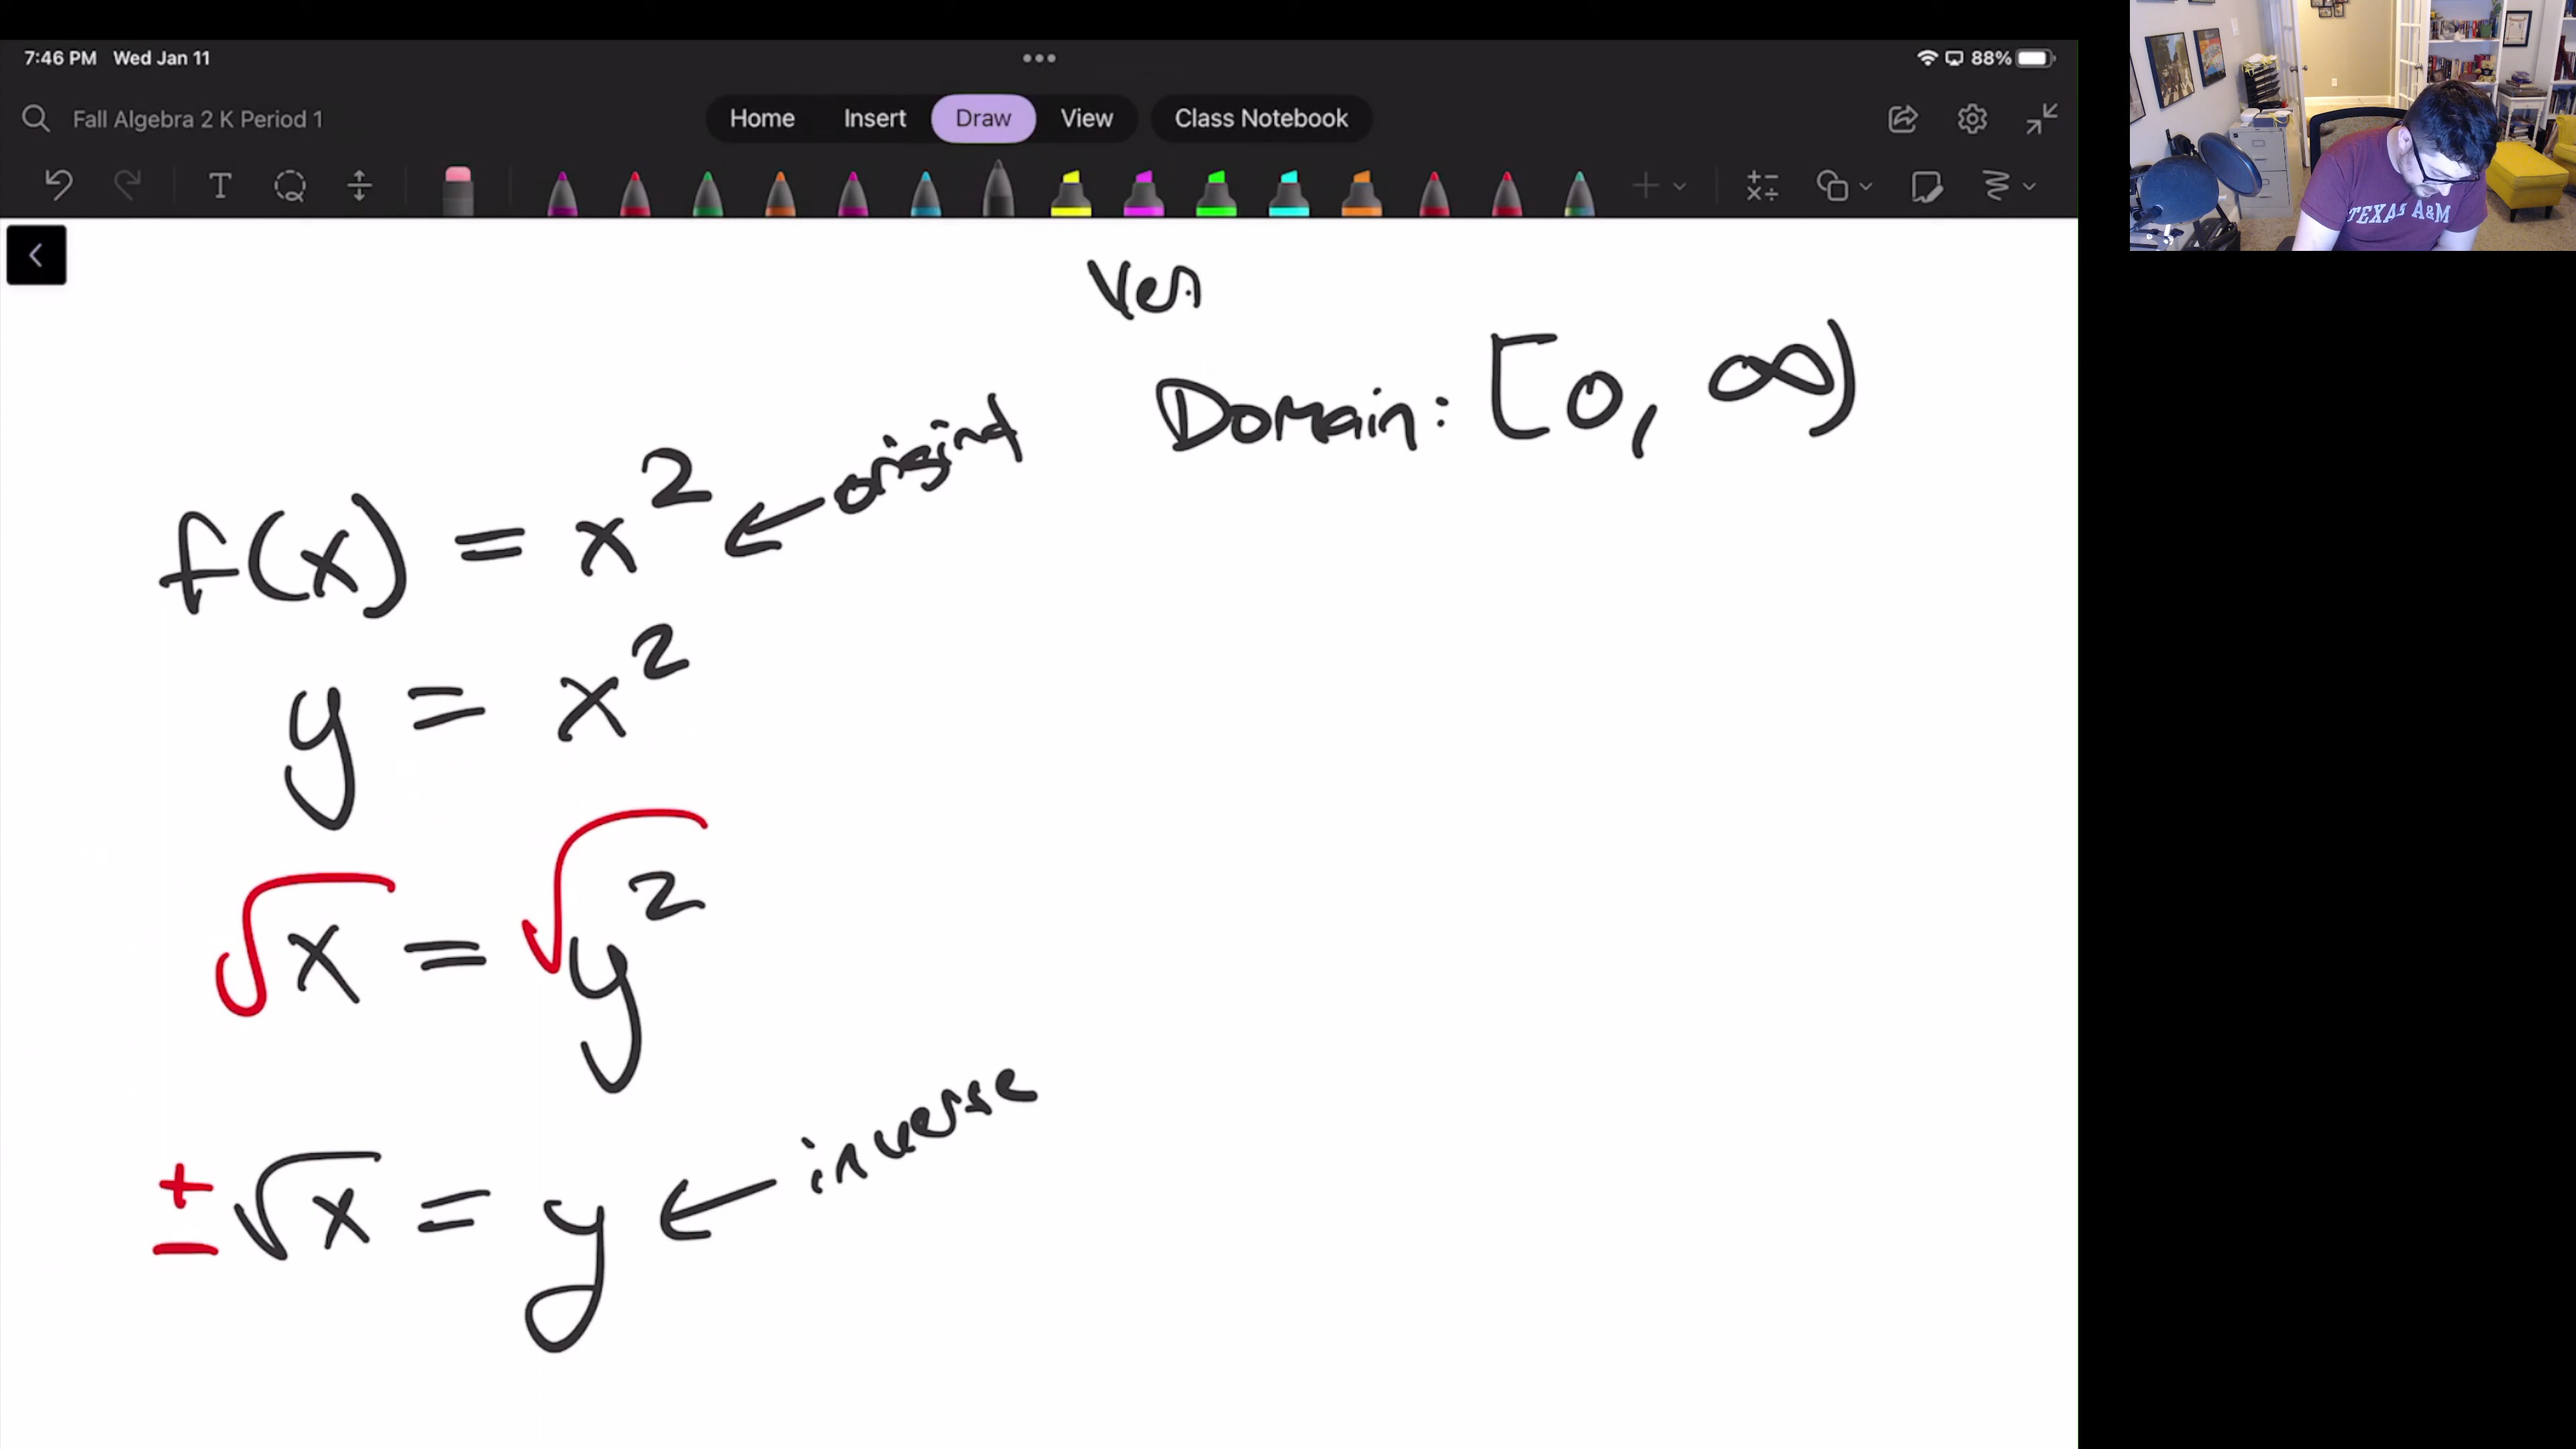 7:46 PM Wed Jan 11
88%
Fall Algebra 2 K Period 1
Home Insert Draw View Class Notebook
T
TEXAS A&M
Ver
Domain: [0, ∞)
f(x) = x² ← original
y = x²
√x = √y²
±√x = y ← inverse